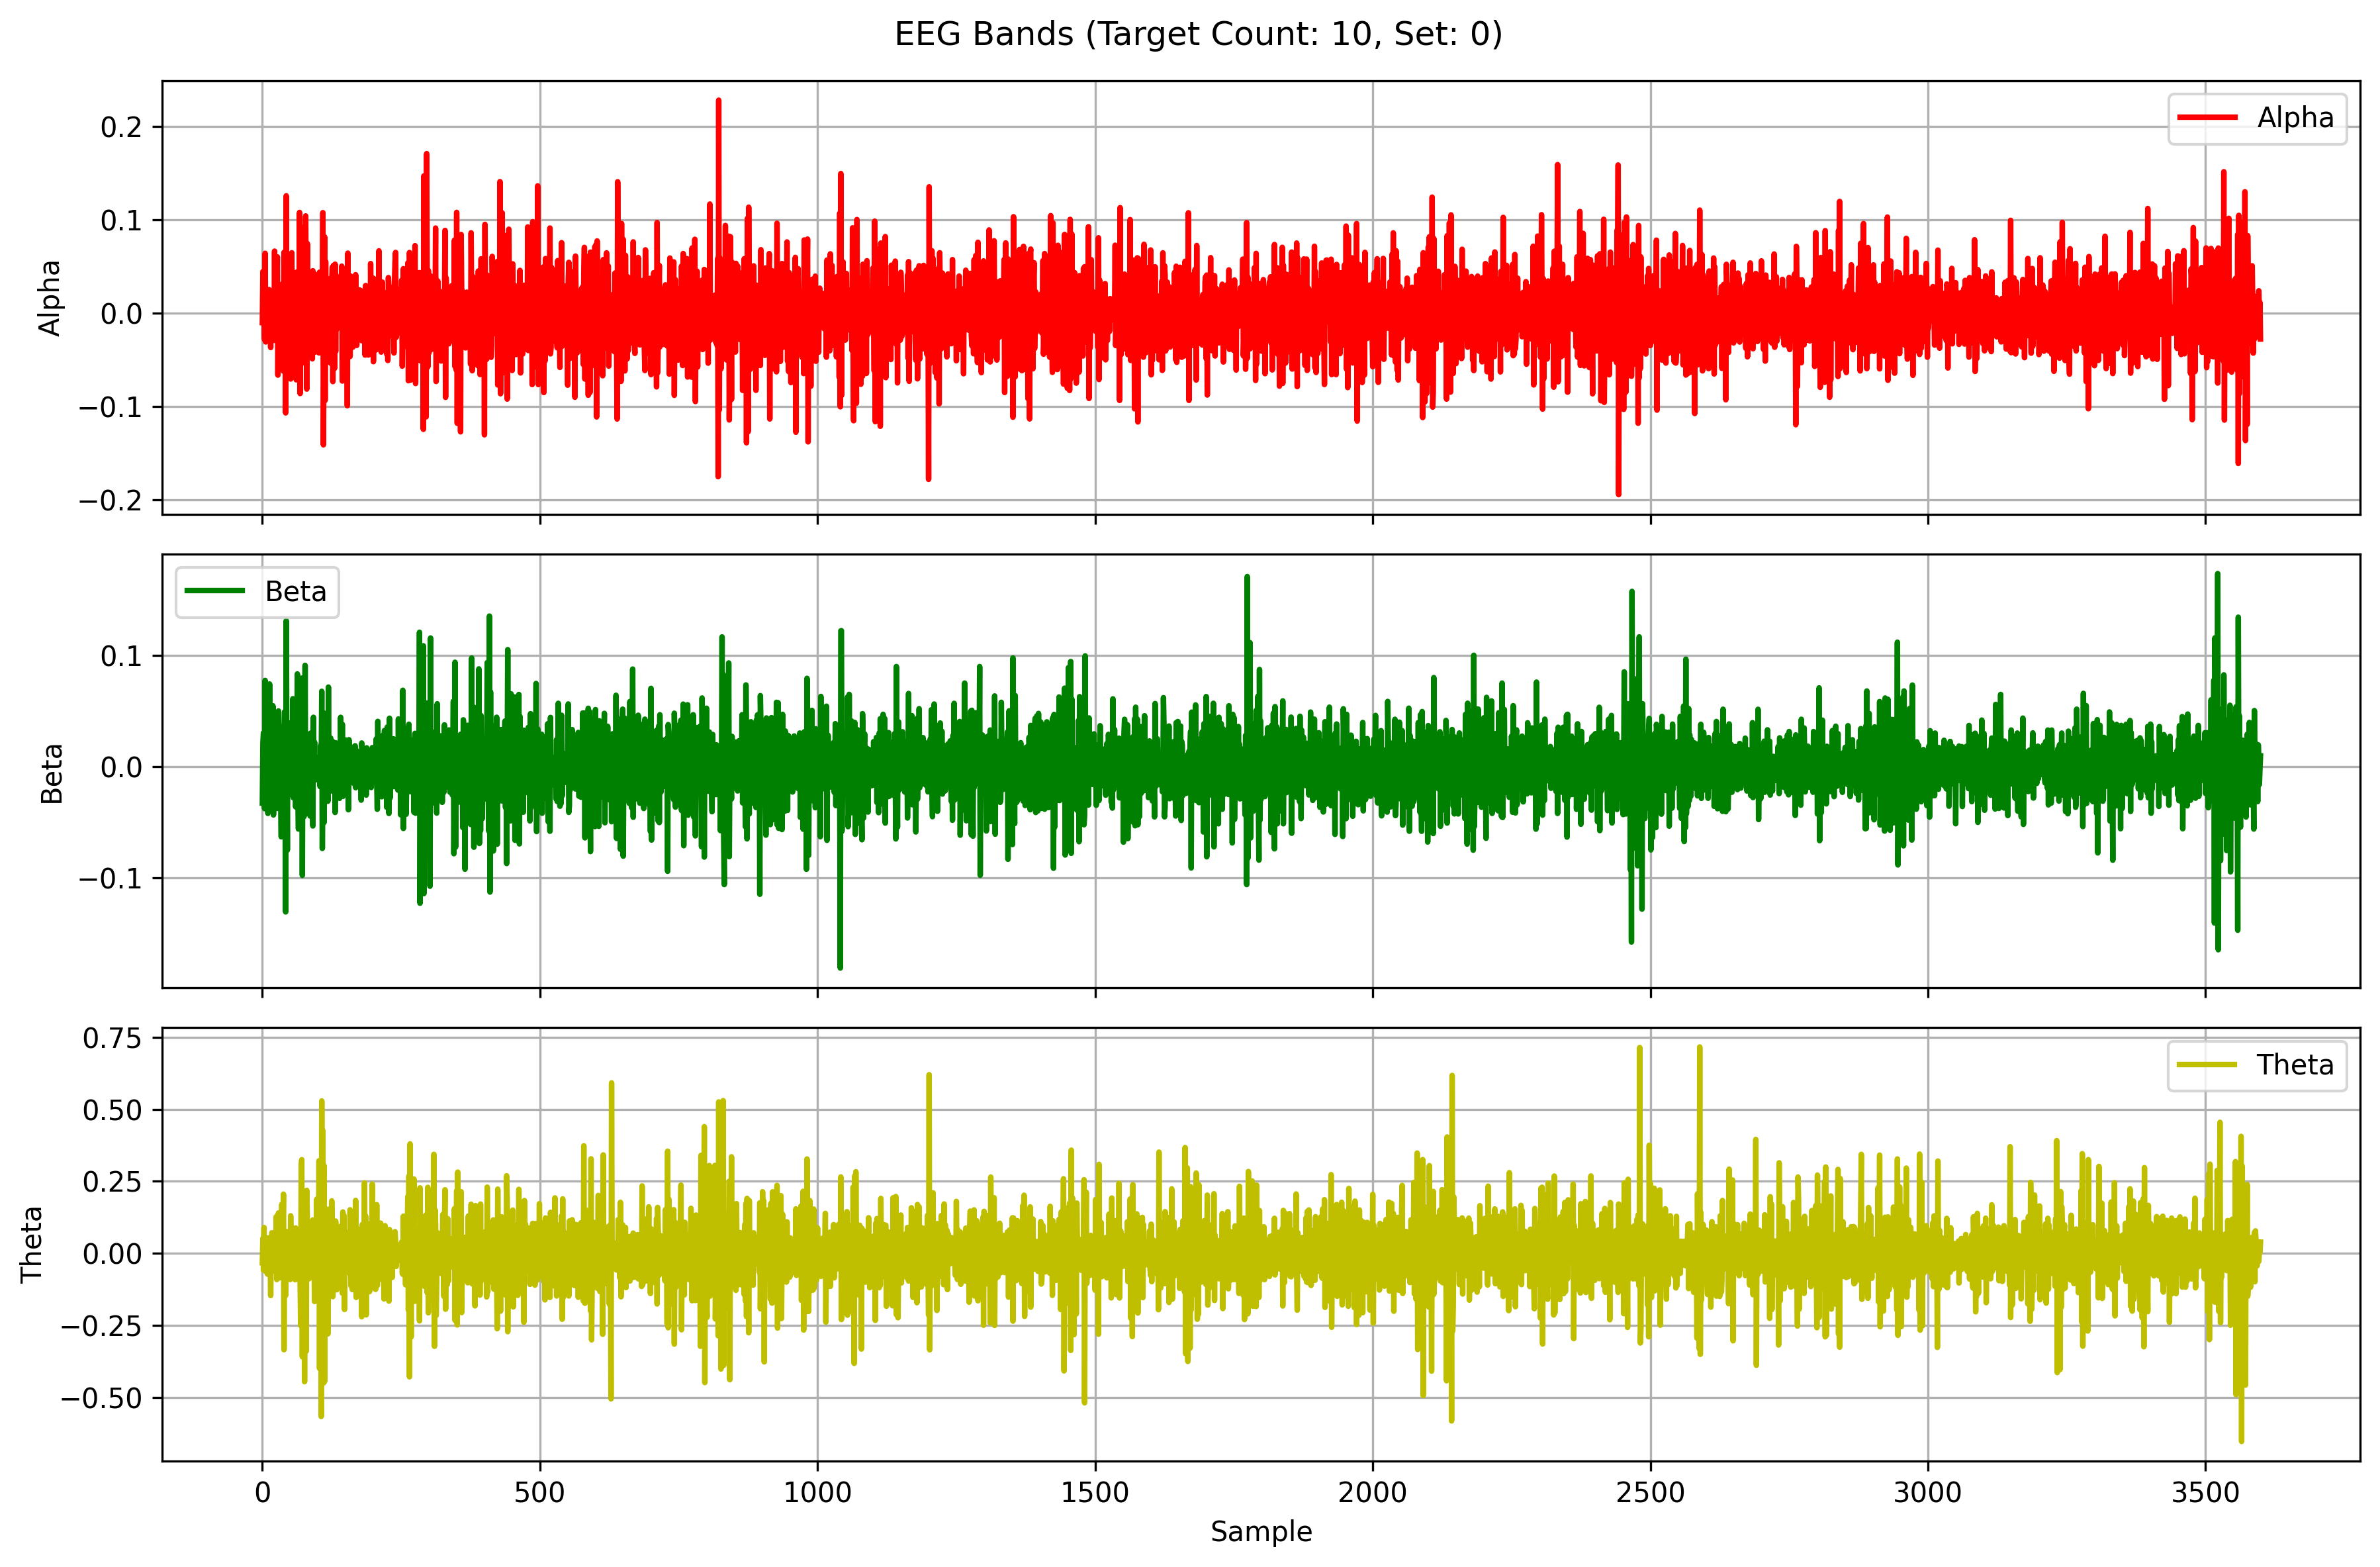 EEG Bands (Target Count: 10, Set: 0)
Alpha
0.2
0.1
0.0
−0.1
−0.2
Alpha
Beta
0.1
0.0
−0.1
Beta
Theta
0.75
0.50
0.25
0.00
−0.25
−0.50
Theta
0 500 1000 1500 2000 2500 3000 3500
Sample